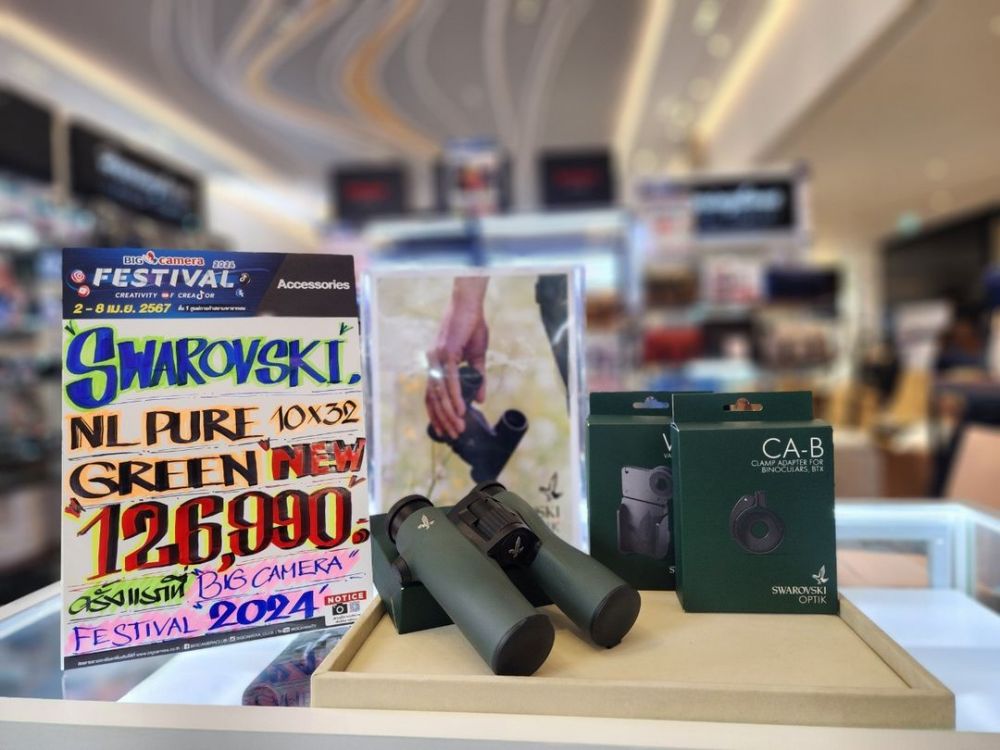 BIG camera 2024
FESTIVAL
CREATIVITY OF CREATOR
2 - 8 เม.ย. 2567
Accessories
SWAROVSKI
NL PURE 10X32
GREEN NEW
126,990.-
ครั้งแรกที่ "BIG CAMERA"
FESTIVAL "2024"
NOTICE
CA-B
CLAMP ADAPTER FOR
BINOCULARS, BTX
SWAROVSKI
OPTIK